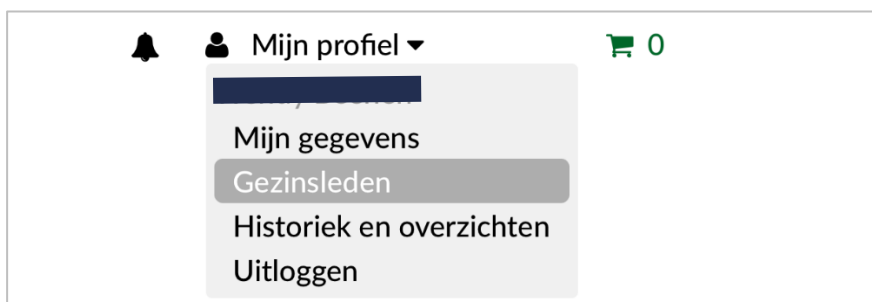 Mijn profiel 0
Mijn gegevens
Gezinsleden
Historiek en overzichten
Uitloggen